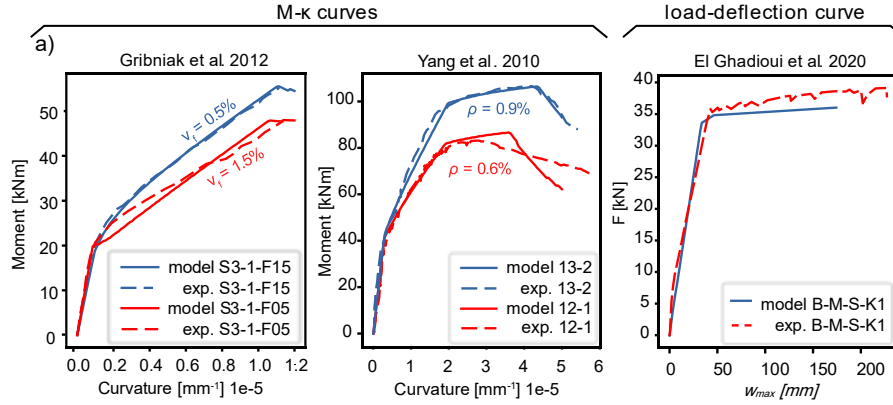 M-κ curves
load-deflection curve
a)
Gribniak et al. 2012
Yang et al. 2010
El Ghadioui et al. 2020
Moment [kNm]
50
40
30
20
10
0
v_f = 0.5%
v_f = 1.5%
model S3-1-F15
exp. S3-1-F15
model S3-1-F05
exp. S3-1-F05
0.0
0.2
0.4
0.6
0.8
1.0
1:2
Curvature [mm⁻¹] 1e-5
Moment [kNm]
100
80
60
40
20
0
ρ = 0.9%
ρ = 0.6%
model 13-2
exp. 13-2
model 12-1
exp. 12-1
0
1
2
3
4
5
6
Curvature [mm⁻¹] 1e-5
F [kN]
40
35
30
25
20
15
10
5
0
model B-M-S-K1
exp. B-M-S-K1
0
50
100
150
200
w_max [mm]